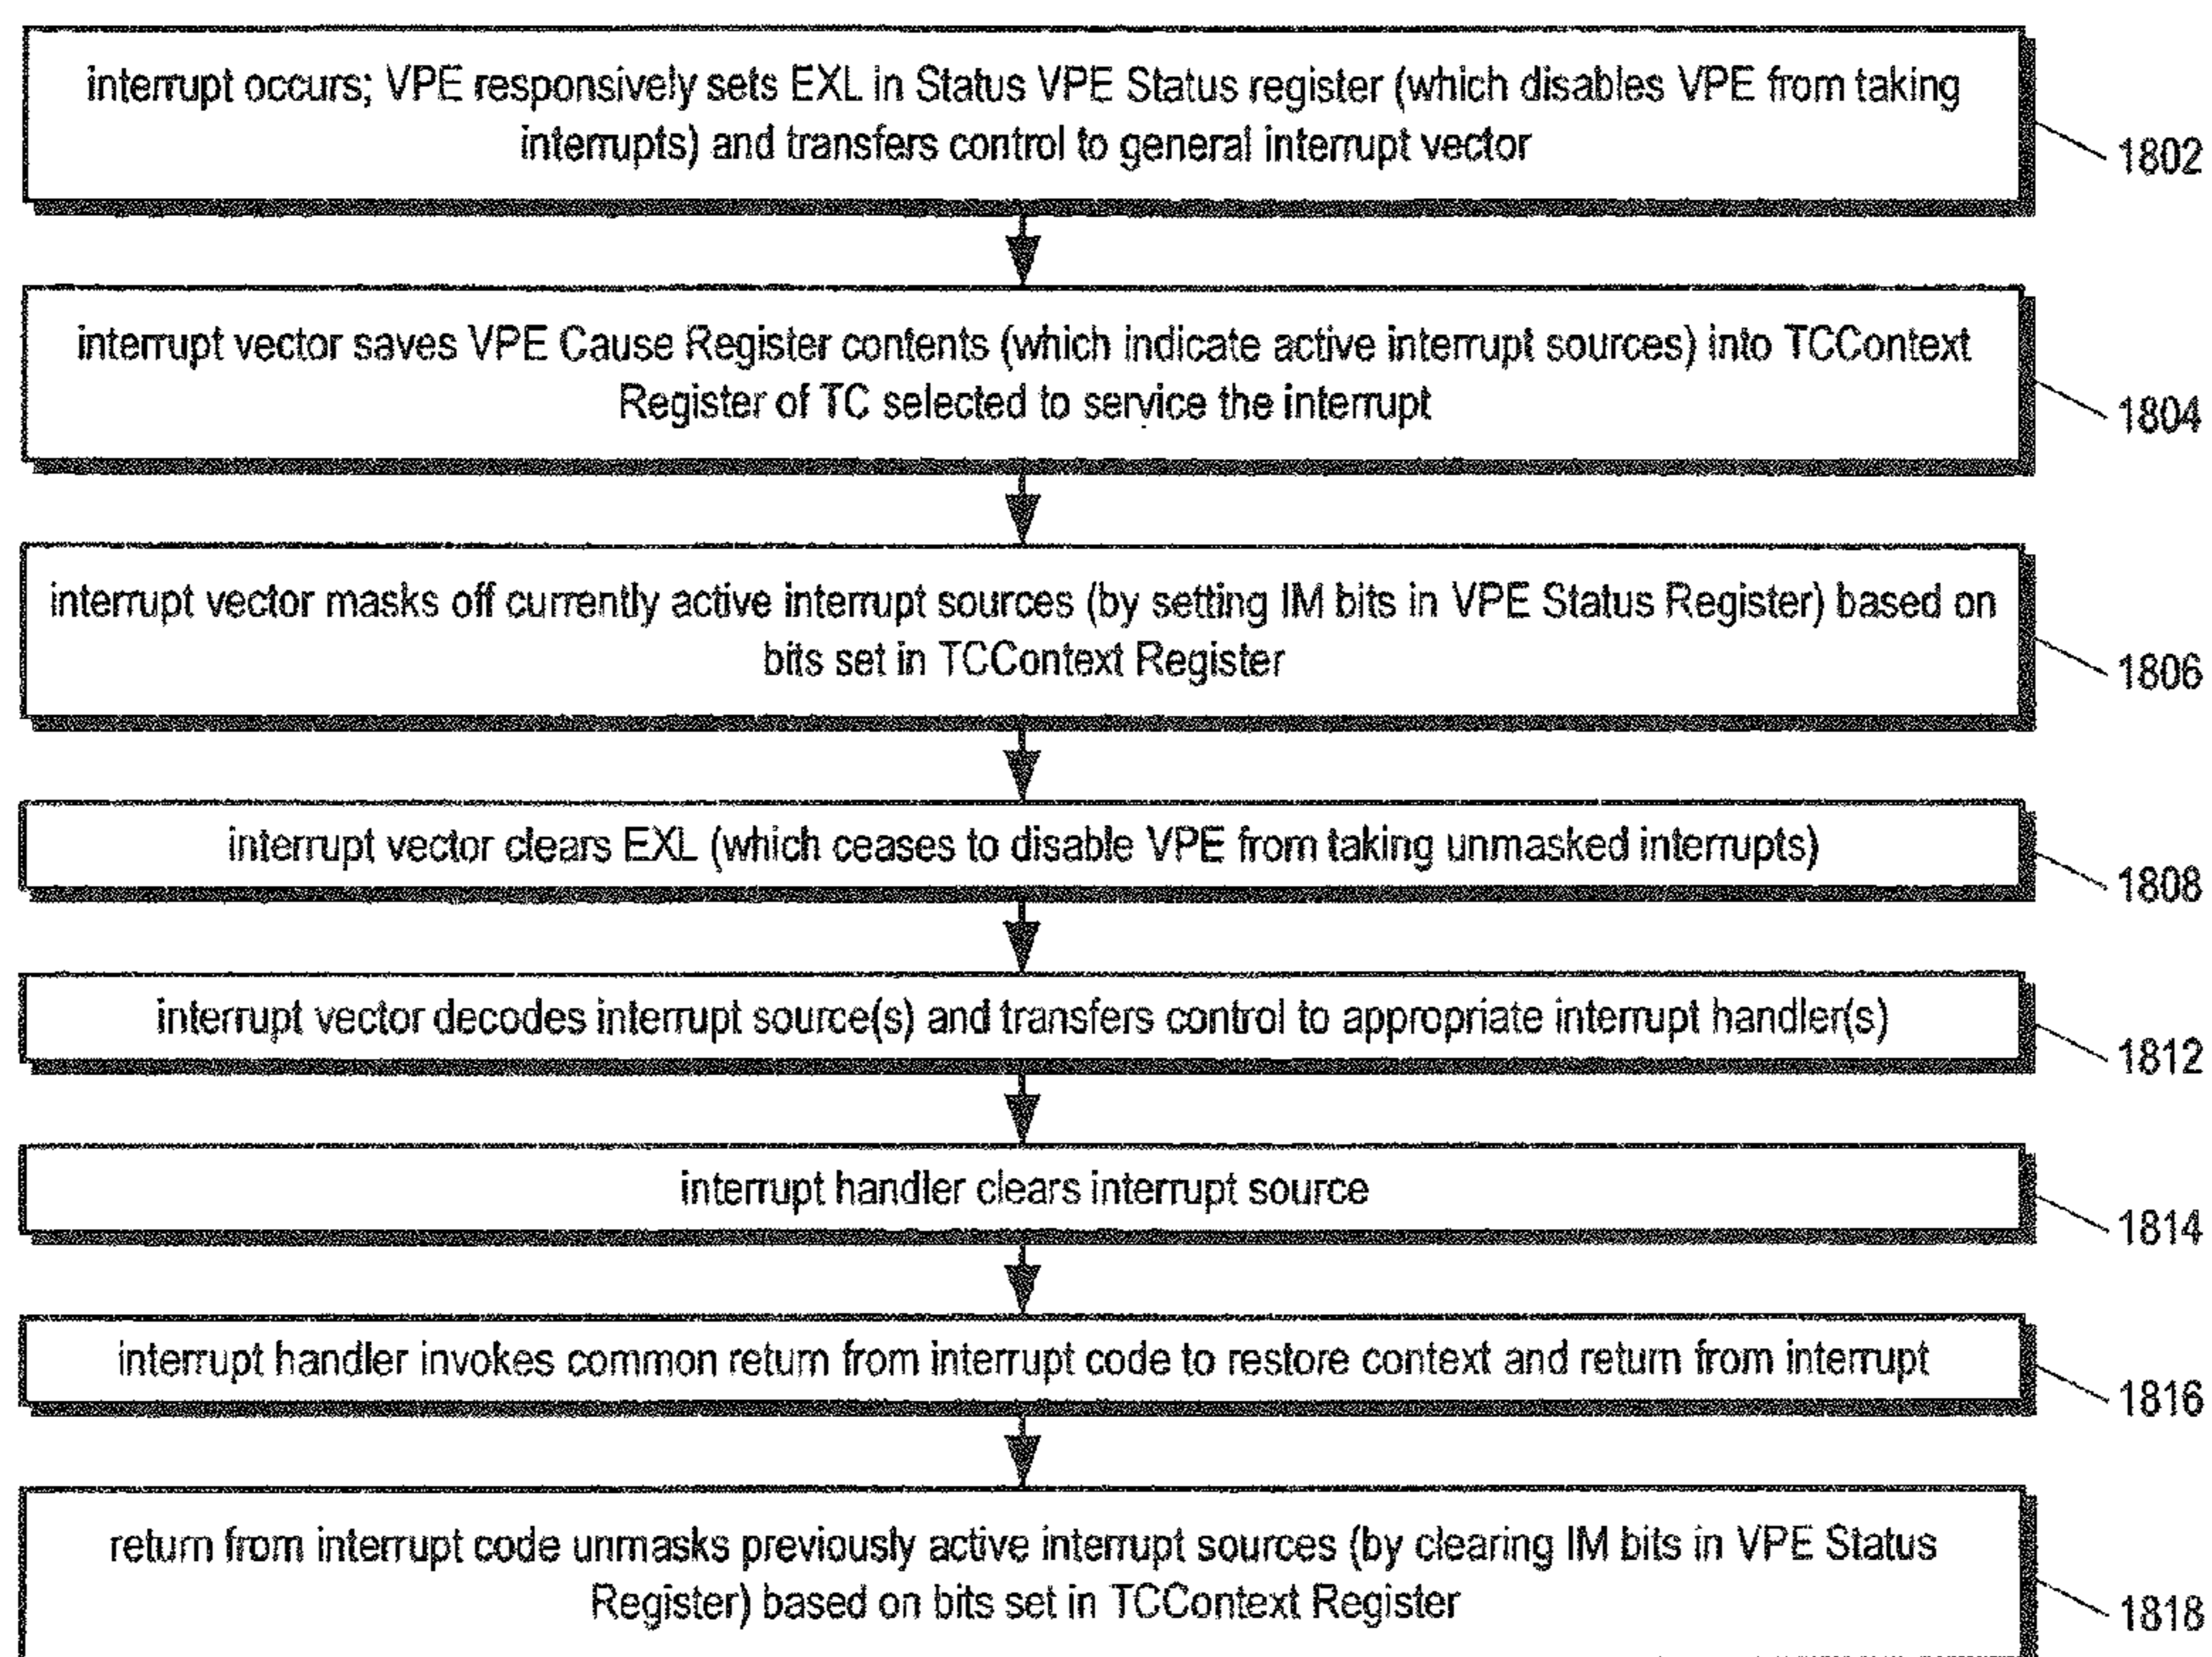 interrupt occurs; VPE responsively sets EXL in Status VPE Status register (which disables VPE from taking
interrupts) and transfers control to general interrupt vector
1802
interrupt vector saves VPE Cause Register contents (which indicate active interrupt sources) into TCContext
Register of TC selected to service the interrupt
1804
interrupt vector masks off currently active interrupt sources (by setting IM bits in VPE Status Register) based on
bits set in TCContext Register
1806
interrupt vector clears EXL (which ceases to disable VPE from taking unmasked interrupts)
1808
interrupt vector decodes interrupt source(s) and transfers control to appropriate interrupt handler(s)
1812
interrupt handler clears interrupt source
1814
interrupt handler invokes common return from interrupt code to restore context and return from interrupt
1816
return from interrupt code unmasks previously active interrupt sources (by clearing IM bits in VPE Status
Register) based on bits set in TCContext Register
1818